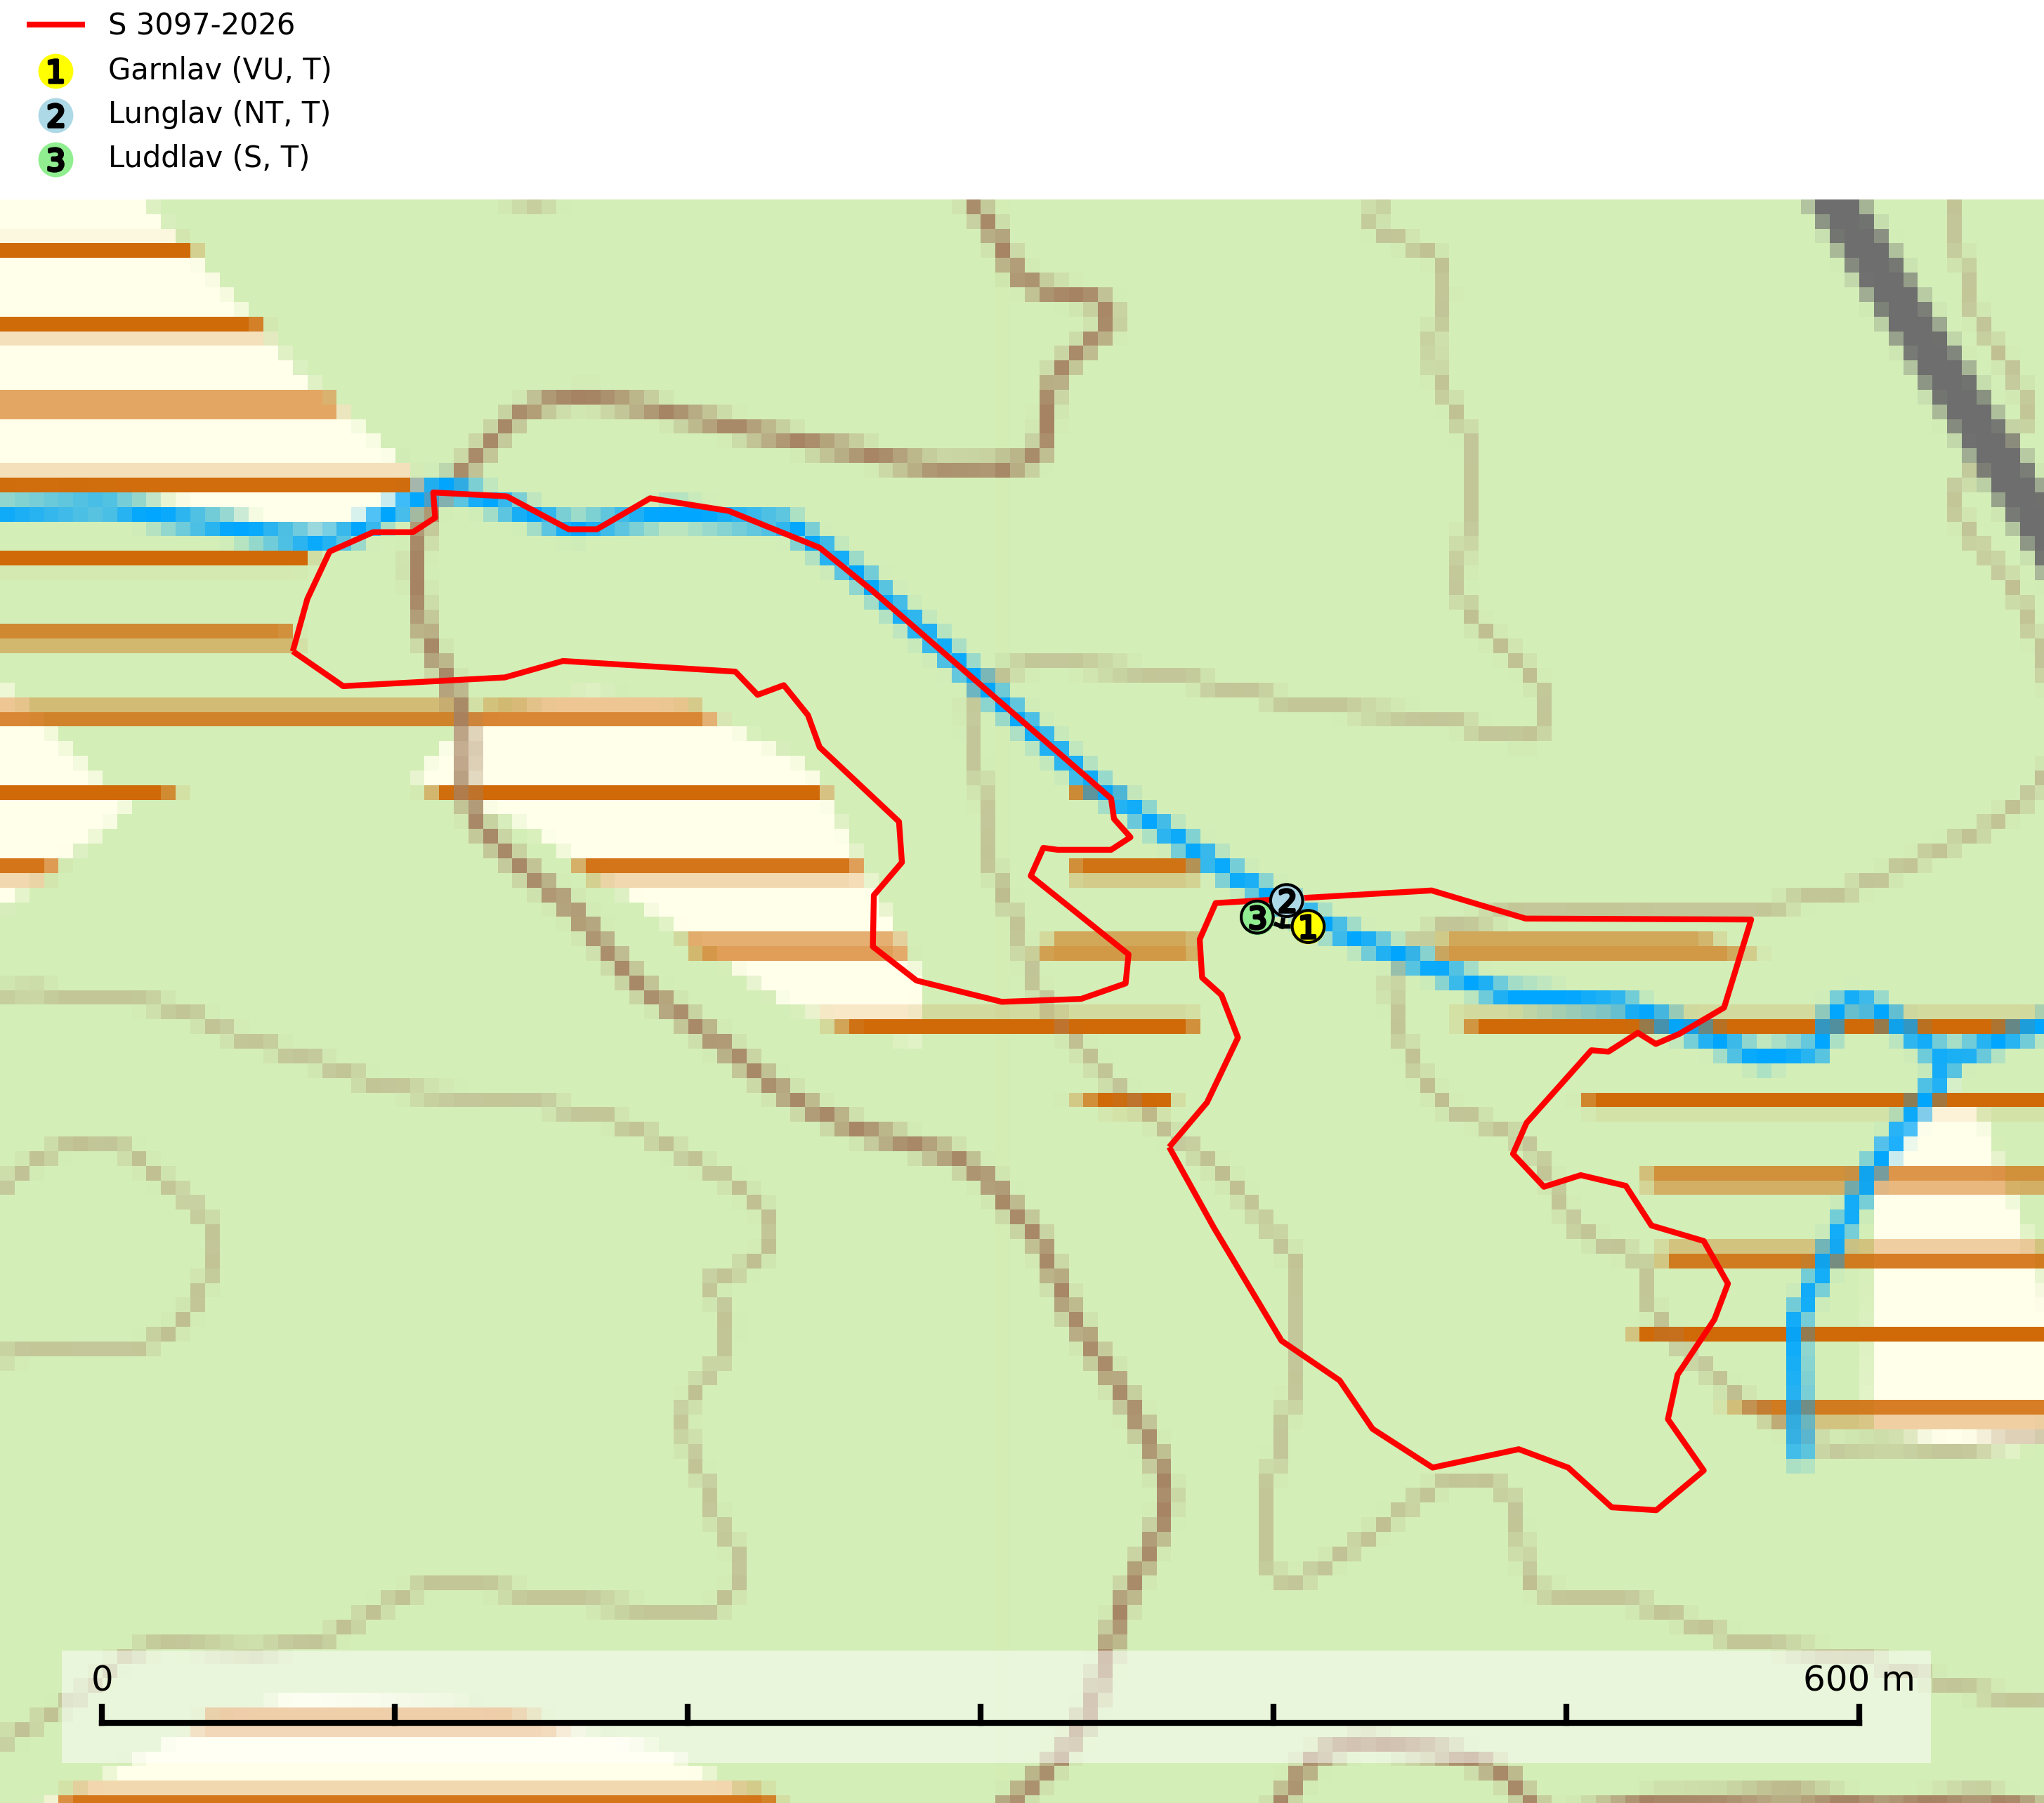 S 3097-2026
1 Garnlav (VU, T)
2 Lunglav (NT, T)
3 Luddlav (S, T)
2
3 1
0 600 m